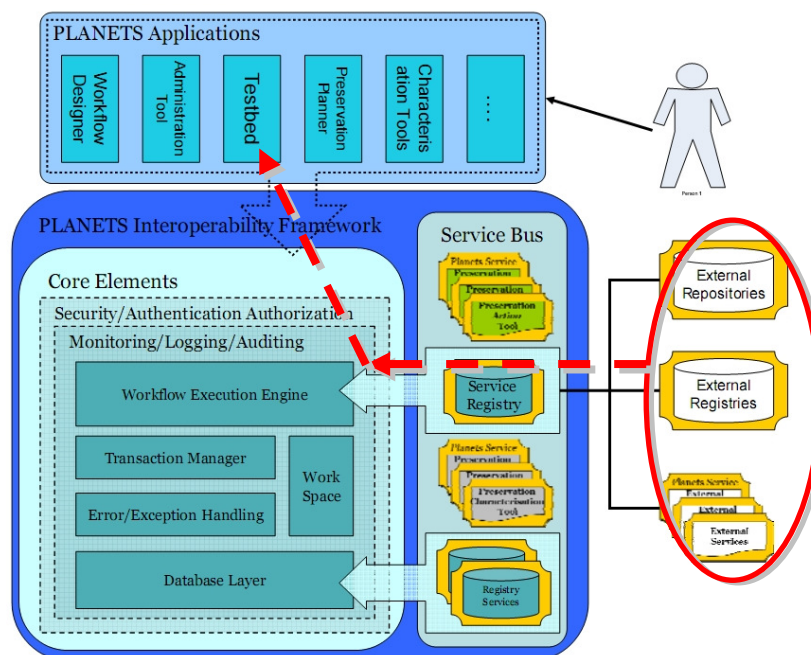 PLANETS Applications
Workflow
Designer
Administration
Tool
Testbed
Preservation
Planner
Characteris
ation Tools
.....
Person 1
PLANETS Interoperability Framework
Service Bus
Core Elements
Security/Authentication Authorization
Monitoring/Logging/Auditing
Workflow Execution Engine
Transaction Manager
Error/Exception Handling
Work
Space
Database Layer
Planets Service
Preservation
Preservation
Preservation
Action
Tool
Service
Registry
Planets Service
Preservation
Preservation
Preservation
Characterisation
Tool
Registry
Services
External
Repositories
External
Registries
Planets Service
External
External
External
Services